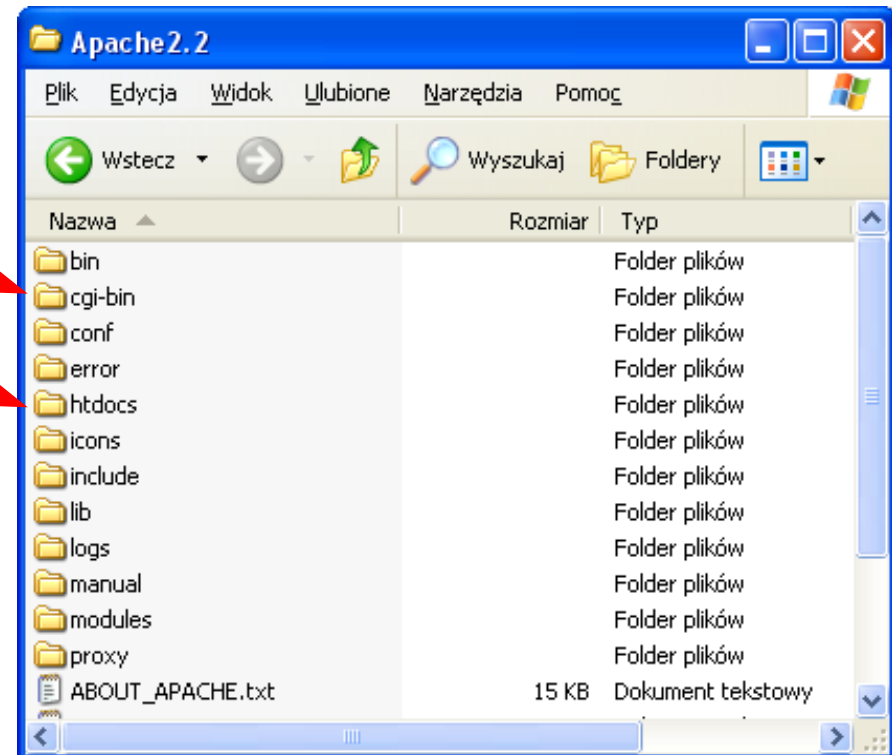 Apache2.2
Plik Edycja Widok Ulubione Narzędzia Pomoc
Wstecz Wyszukaj Foldery
Nazwa Rozmiar Typ
bin Folder plików
cgi-bin Folder plików
conf Folder plików
error Folder plików
htdocs Folder plików
icons Folder plików
include Folder plików
lib Folder plików
logs Folder plików
manual Folder plików
modules Folder plików
proxy Folder plików
ABOUT_APACHE.txt 15 KB Dokument tekstowy